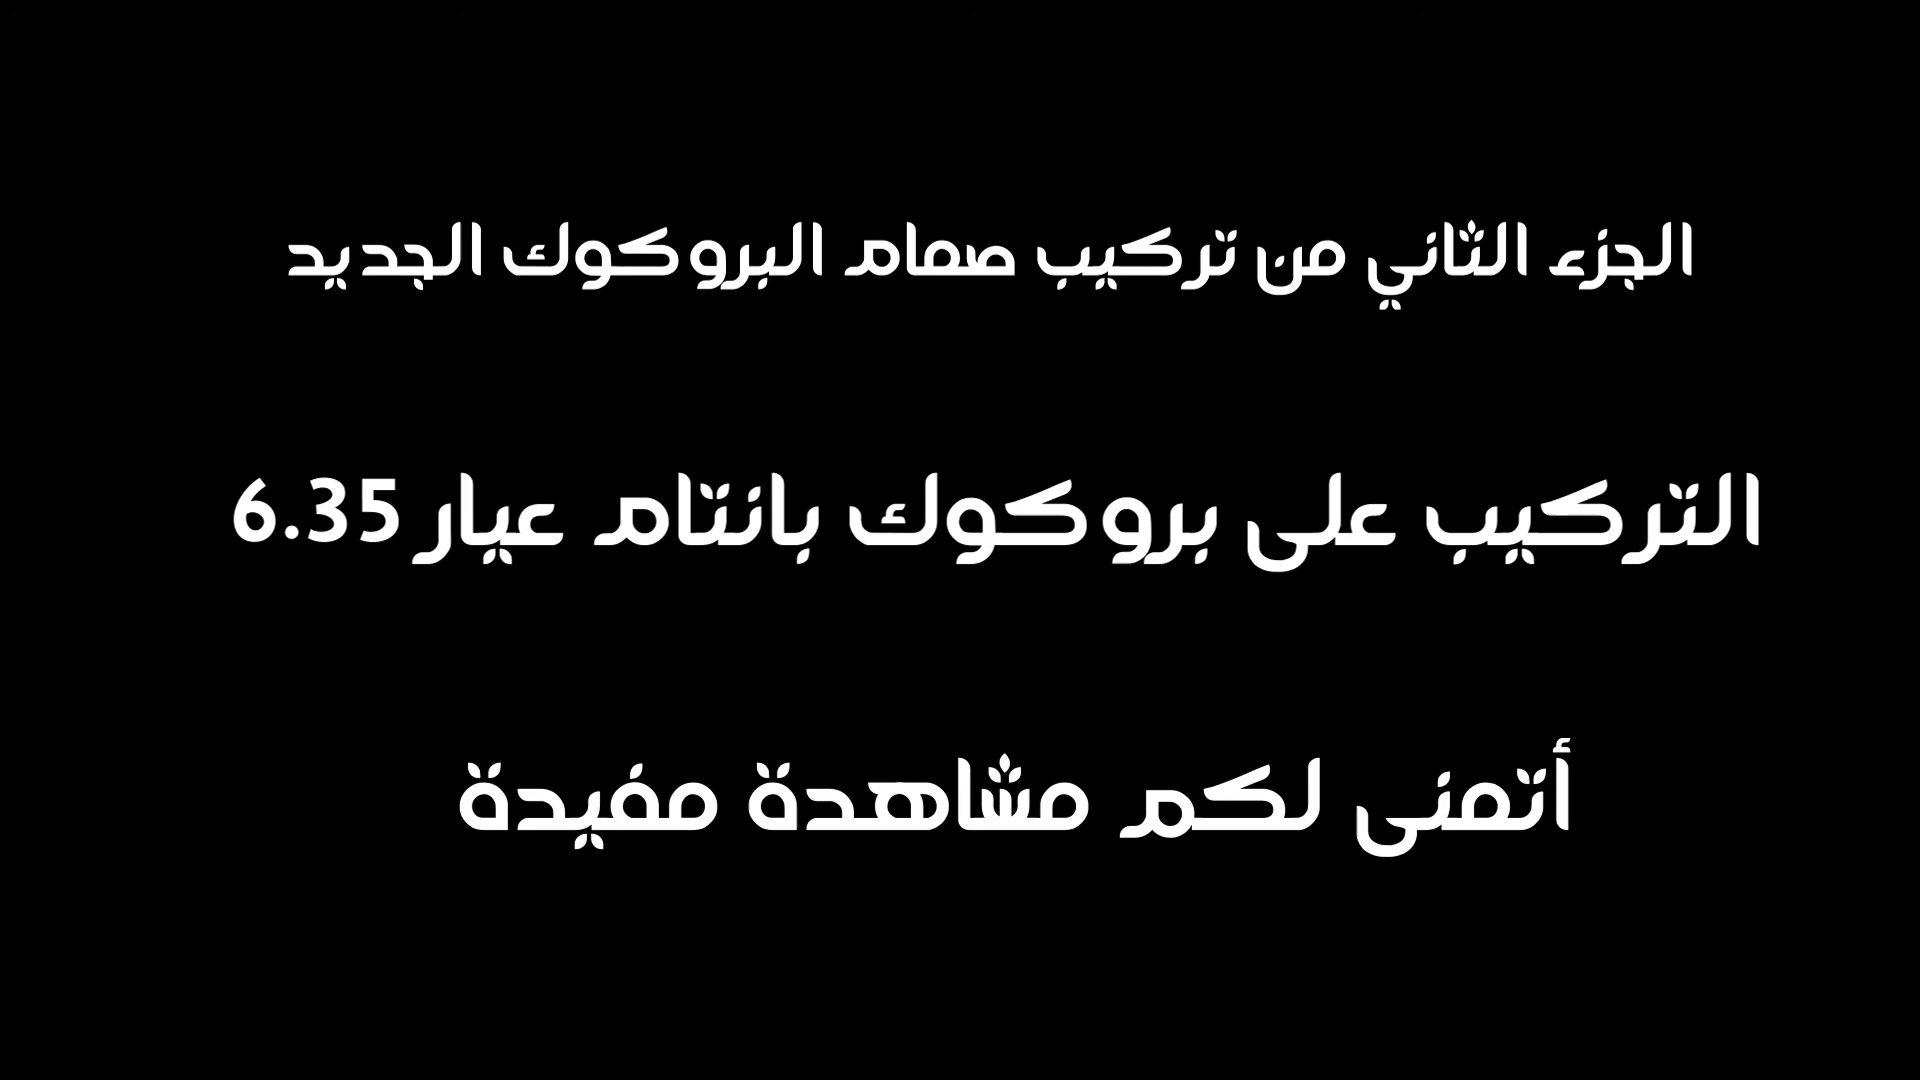 الجزء الثاني من تركيب صمام البروكوك الجديد
التركيب على بروكوك بانتام عيار 6.35
أتمنى لكم مشاهدة مفيدة